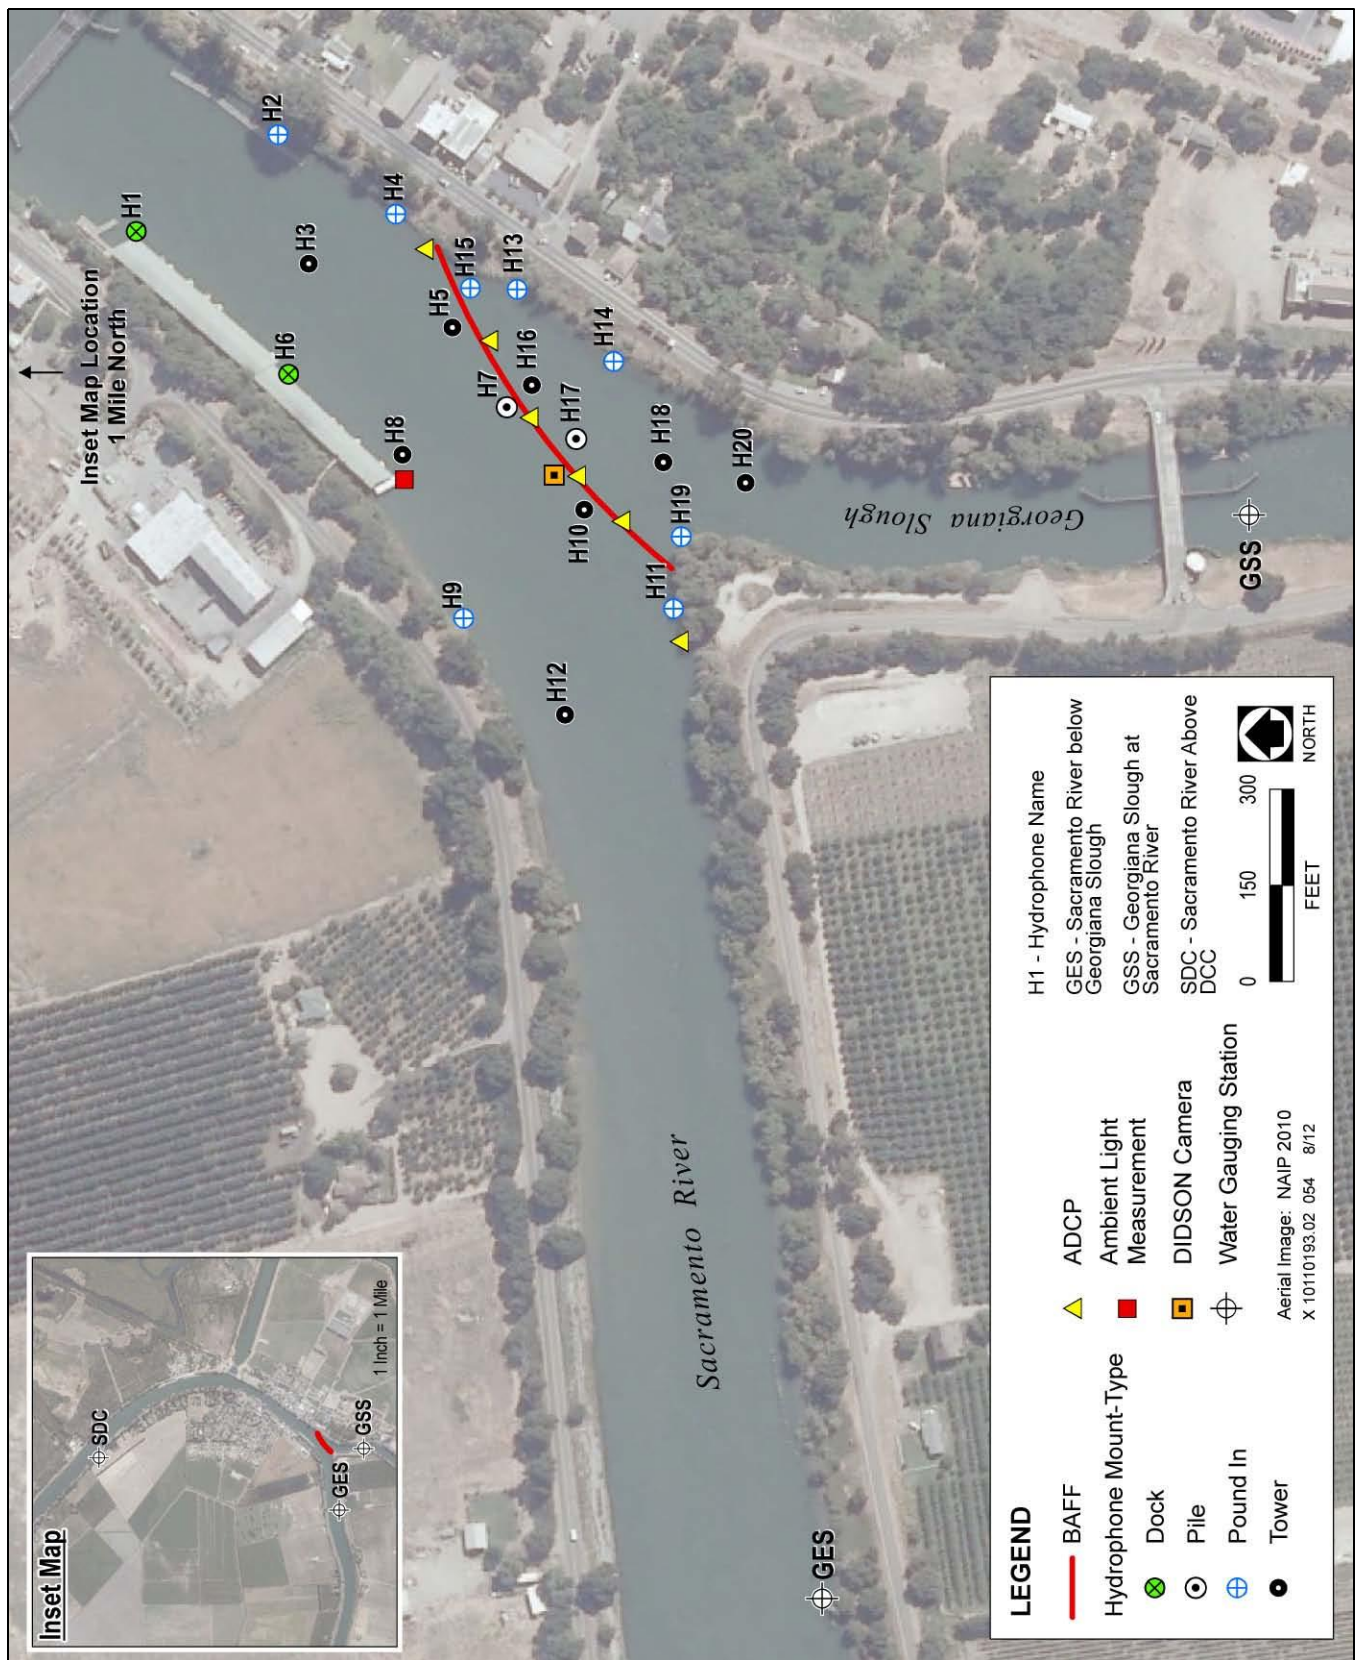 Inset Map
SDC
GES
GSS
1 Inch = 1 Mile
Inset Map Location
1 Mile North
H1
H2
H3
H4
H5
H6
H7
H8
H9
H10
H11
H12
H13
H14
H15
H16
H17
H18
H19
H20
Sacramento River
Georgiana Slough
GES
GSS
LEGEND
BAFF
Hydrophone Mount-Type
Dock
Pile
Pound In
Tower
ADCP
Ambient Light
Measurement
DIDSON Camera
Water Gauging Station
Aerial Image: NAIP 2010
X 10110193.02 054 8/12
H1 - Hydrophone Name
GES - Sacramento River below
Georgiana Slough
GSS - Georgiana Slough at
Sacramento River
SDC - Sacramento River Above
DCC
0 150 300
FEET
NORTH